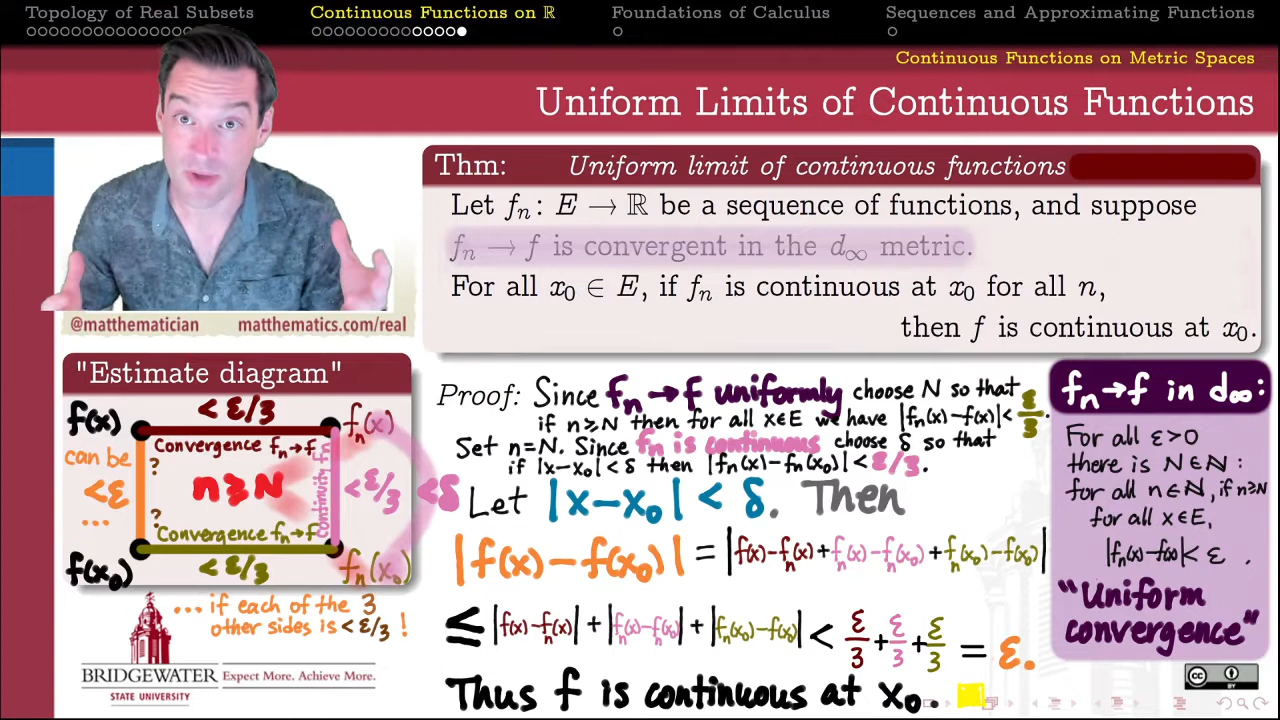 Topology of Real Subsets
Continuous Functions on ℝ
Foundations of Calculus
Sequences and Approximating Functions
Continuous Functions on Metric Spaces
Uniform Limits of Continuous Functions
Thm: Uniform limit of continuous functions
Let fₙ: E → ℝ be a sequence of functions, and suppose
fₙ → f is convergent in the d∞ metric.
For all x₀ ∈ E, if fₙ is continuous at x₀ for all n,
then f is continuous at x₀.
@matthematician matthematics.com/real
"Estimate diagram"
f(x) < ε/3 fₙ(x)
Convergence fₙ→f
can be
< ε
...
?
n ≥ N
continuity fₙ
< ε/3
< δ
?
Convergence fₙ→f
f(x₀) < ε/3 fₙ(x₀)
... if each of the 3
other sides is < ε/3 !
BRIDGEWATER
STATE UNIVERSITY
Expect More. Achieve More.
Proof: Since fₙ→f uniformly choose N so that
if n≥N then for all x∈E we have |fₙ(x)-f(x)|< ε/3.
Set n=N. Since fₙ is continuous choose δ so that
if |x-x₀|<δ then |fₙ(x)-fₙ(x₀)|<ε/3.
Let |x-x₀| < δ. Then
|f(x)-f(x₀)| = |f(x)-fₙ(x)+fₙ(x)-fₙ(x₀)+fₙ(x₀)-f(x₀)|
≤ |f(x)-fₙ(x)| + |fₙ(x)-fₙ(x₀)| + |fₙ(x₀)-f(x₀)| < ε/3 + ε/3 + ε/3 = ε.
Thus f is continuous at x₀.
fₙ→f in d∞:
For all ε>0
there is N∈ℕ:
for all n∈ℕ, if n≥N
for all x∈E,
|fₙ(x)-f(x)| < ε .
"Uniform
convergence"
cc BY